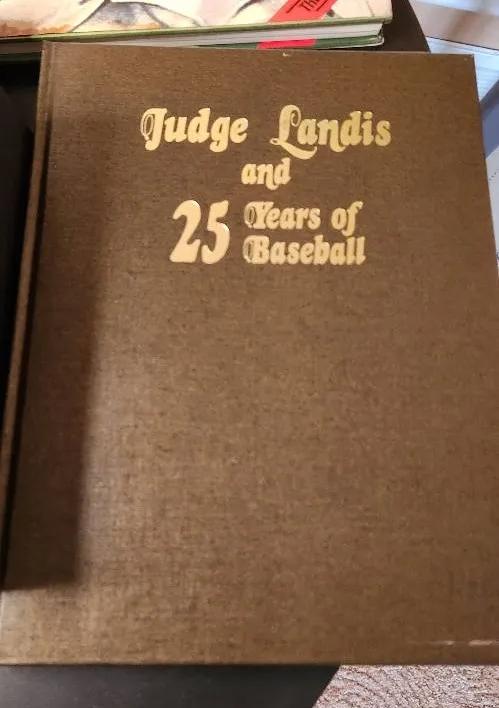 Judge Landis
and
25 Years of
Baseball